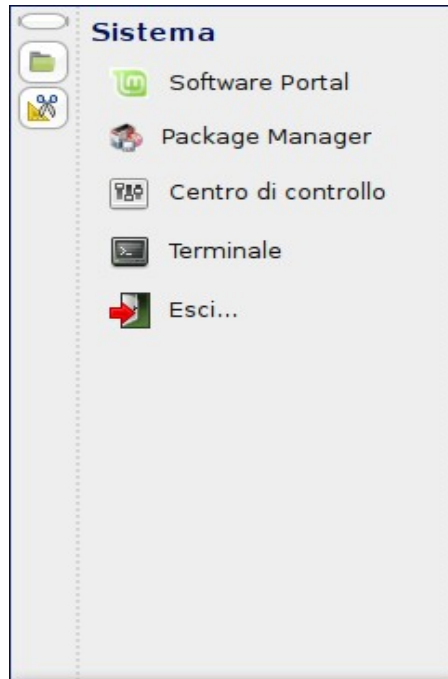 Sistema
Software Portal
Package Manager
Centro di controllo
Terminale
Esci...